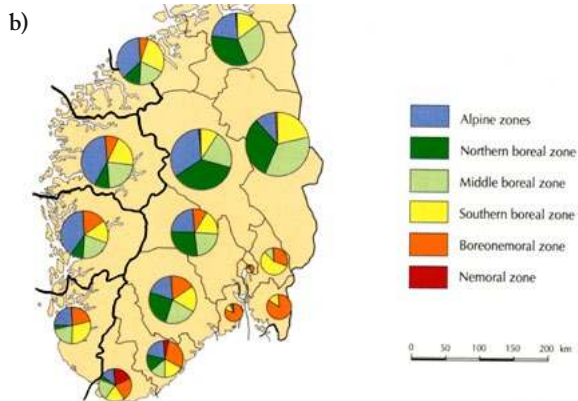 b)
Alpine zones
Northern boreal zone
Middle boreal zone
Southern boreal zone
Boreonemoral zone
Nemoral zone
0 50 100 150 200 km